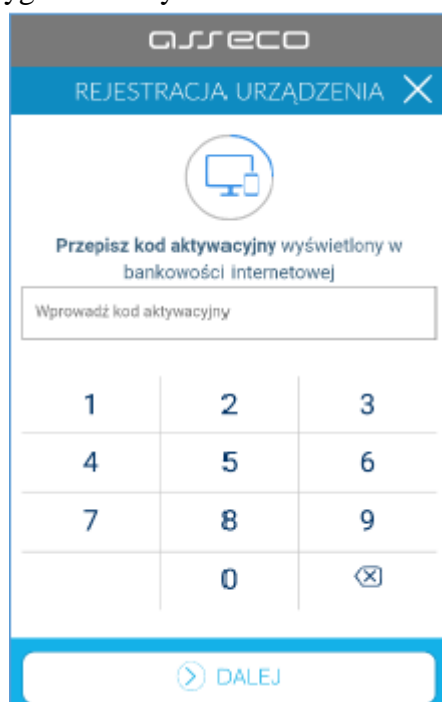 asseco
REJESTRACJA URZĄDZENIA
Przepisz kod aktywacyjny wyświetlony w
bankowości internetowej
Wprowadź kod aktywacyjny
1 2 3
4 5 6
7 8 9
0
DALEJ